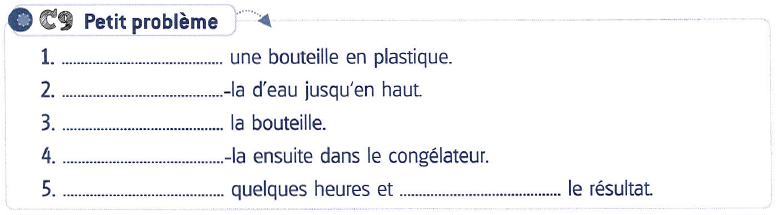 C9 Petit problème
1. ........................................ une bouteille en plastique.
2. ........................................-la d'eau jusqu'en haut.
3. ........................................ la bouteille.
4. ........................................-la ensuite dans le congélateur.
5. ........................................ quelques heures et ........................................ le résultat.